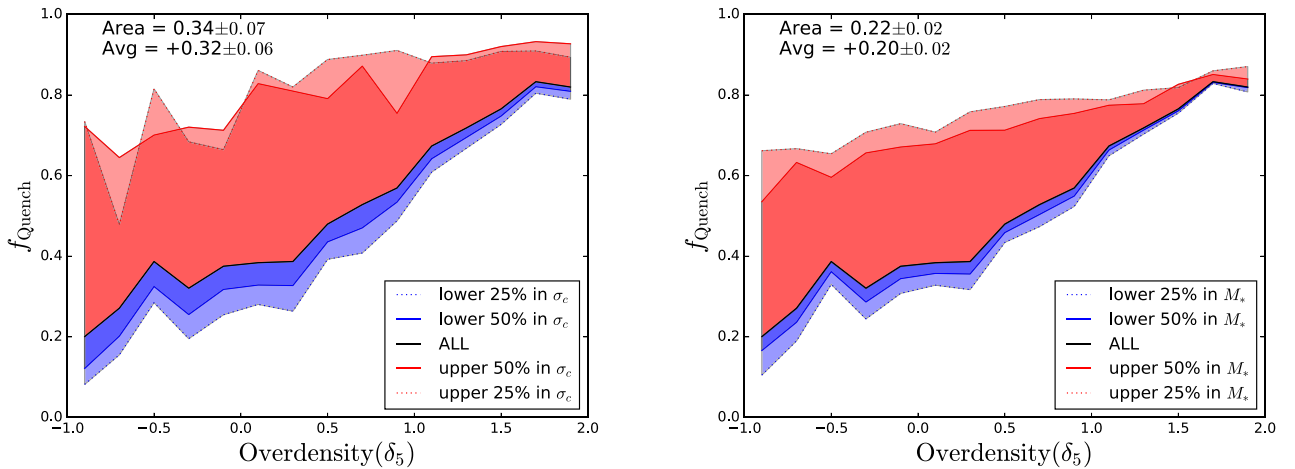 Area = 0.34±0.07
Avg = +0.32±0.06
1.0
0.8
0.6
0.4
0.2
0.0
f_Quench
−1.0 −0.5 0.0 0.5 1.0 1.5 2.0
Overdensity(δ₅)
lower 25% in σ_c
lower 50% in σ_c
ALL
upper 50% in σ_c
upper 25% in σ_c
Area = 0.22±0.02
Avg = +0.20±0.02
1.0
0.8
0.6
0.4
0.2
0.0
f_Quench
−1.0 −0.5 0.0 0.5 1.0 1.5 2.0
Overdensity(δ₅)
lower 25% in M_*
lower 50% in M_*
ALL
upper 50% in M_*
upper 25% in M_*